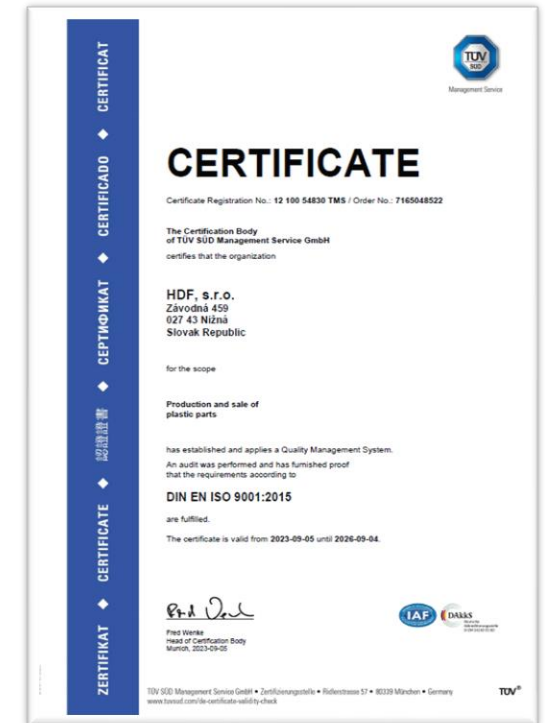 ZERTIFIKAT ◆ CERTIFICATE ◆ 認證證書 ◆ СЕРТИФИКАТ ◆ CERTIFICADO ◆ CERTIFICAT
TÜV
SÜD
Management Service
CERTIFICATE
Certificate Registration No.: 12 100 54830 TMS / Order No.: 7165048522
The Certification Body
of TÜV SÜD Management Service GmbH
certifies that the organization
HDF, s.r.o.
Závodná 459
027 43 Nižná
Slovak Republic
for the scope
Production and sale of
plastic parts
has established and applies a Quality Management System.
An audit was performed and has furnished proof
that the requirements according to
DIN EN ISO 9001:2015
are fulfilled.
The certificate is valid from 2023-09-05 until 2026-09-04.
Fred Wenke
Head of Certification Body
Munich, 2023-09-05
IAF
DAkkS
Deutsche
Akkreditierungsstelle
TÜV SÜD Management Service GmbH • Zertifizierungsstelle • Ridlerstrasse 57 • 80339 München • Germany
www.tuvsud.com/de-certificate-validity-check
TÜV®